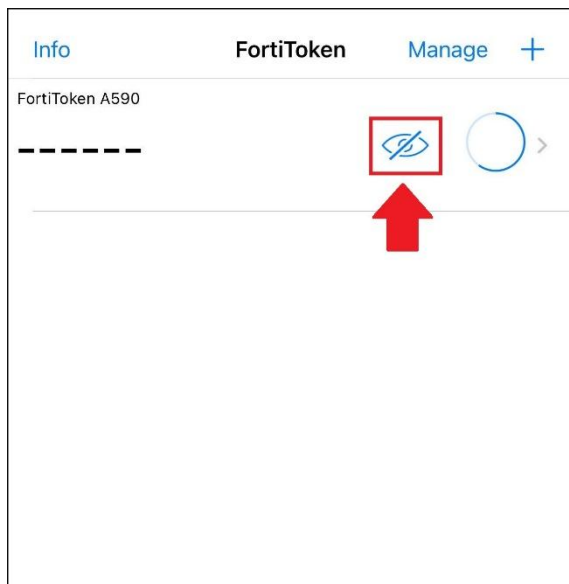 Info FortiToken Manage +
FortiToken A590
------